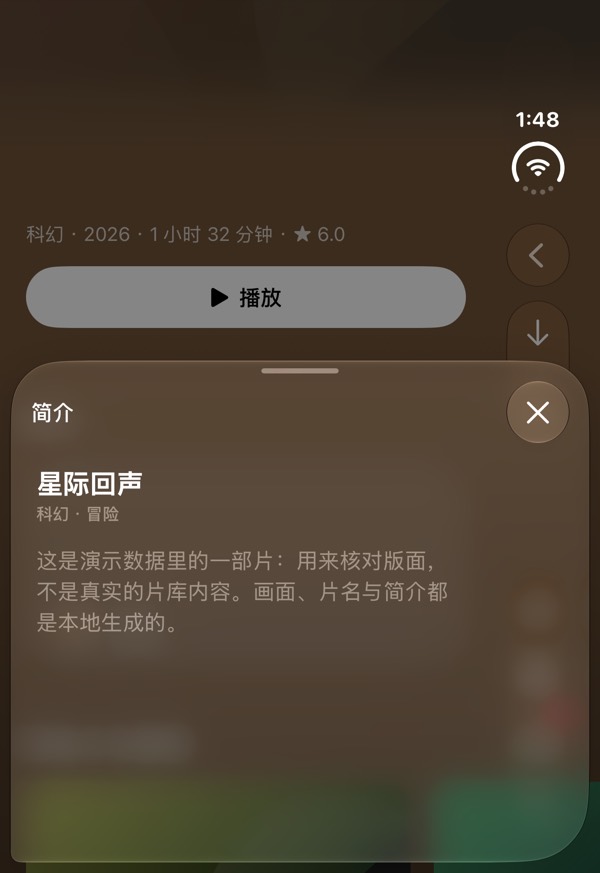 1:48
科幻 · 2026 · 1 小时 32 分钟 · ★ 6.0
播放
简介
星际回声
科幻 · 冒险
这是演示数据里的一部片：用来核对版面，
不是真实的片库内容。画面、片名与简介都
是本地生成的。